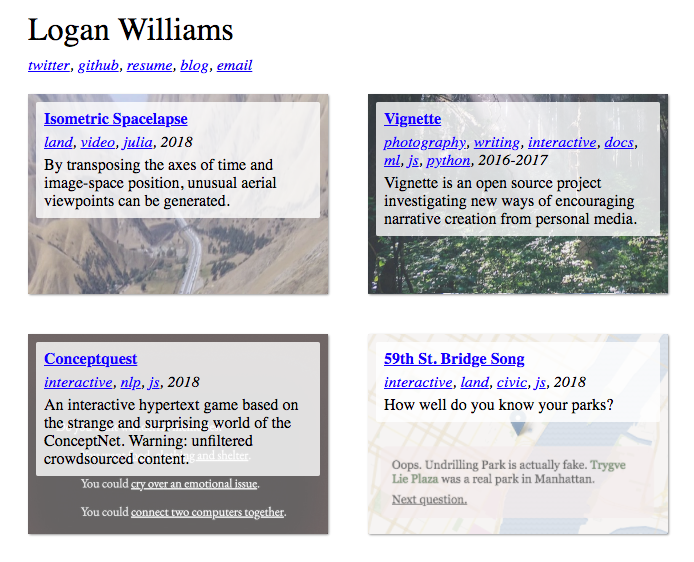 Logan Williams
twitter, github, resume, blog, email
Isometric Spacelapse
land, video, julia, 2018
By transposing the axes of time and
image-space position, unusual aerial
viewpoints can be generated.
Vignette
photography, writing, interactive, docs,
ml, js, python, 2016-2017
Vignette is an open source project
investigating new ways of encouraging
narrative creation from personal media.
Conceptquest
interactive, nlp, js, 2018
An interactive hypertext game based on
the strange and surprising world of the
ConceptNet. Warning: unfiltered
crowdsourced content.
and shelter.
You could cry over an emotional issue.
You could connect two computers together.
59th St. Bridge Song
interactive, land, civic, js, 2018
How well do you know your parks?
Oops. Undrilling Park is actually fake. Trygve
Lie Plaza was a real park in Manhattan.
Next question.